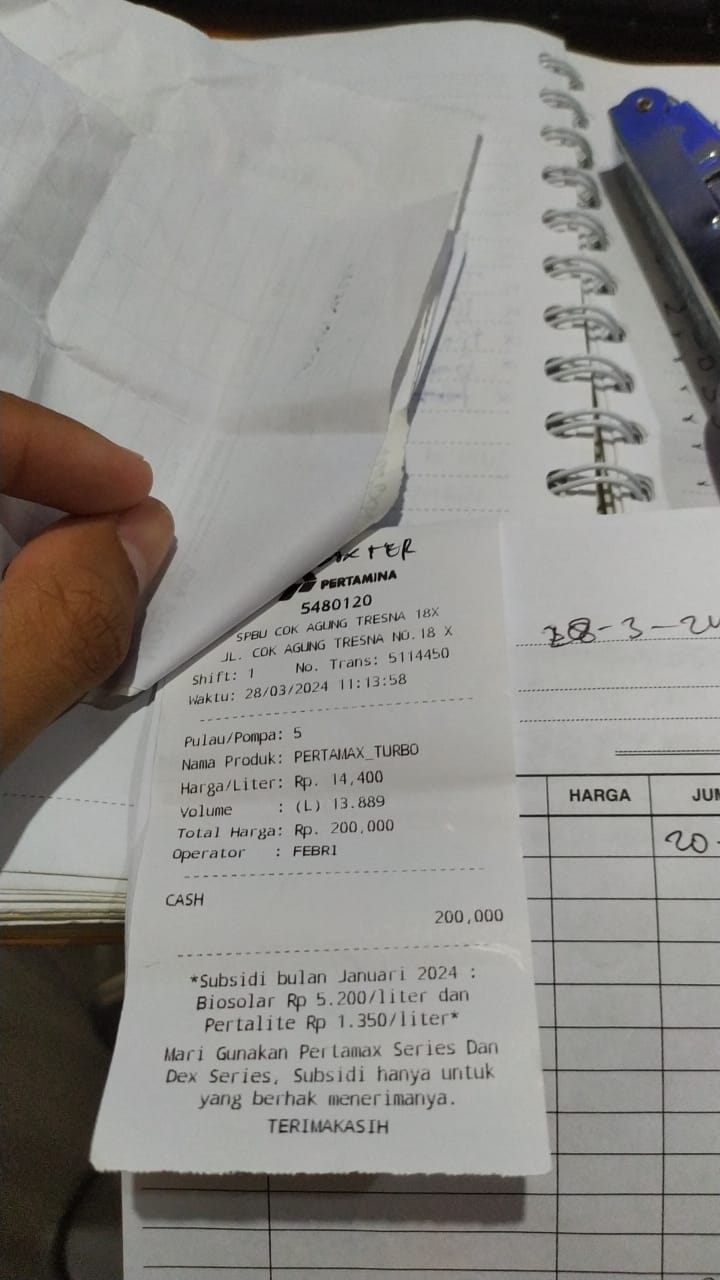 PERTAMINA
5480120
SPBU COK AGUNG TRESNA 18X
JL. COK AGUNG TRESNA NO.18 X
Shift: 1 No. Trans: 5114450
Waktu: 28/03/2024 11:13:58
Pulau/Pompa: 5
Nama Produk: PERTAMAX_TURBO
Harga/Liter: Rp. 14,400
Volume : (L) 13.889
Total Harga: Rp. 200,000
Operator : FEBRI
CASH
200,000
*Subsidi bulan Januari 2024 :
Biosolar Rp 5.200/liter dan
Pertalite Rp 1.350/liter*
Mari Gunakan Pertamax Series Dan
Dex Series, Subsidi hanya untuk
yang berhak menerimanya.
TERIMAKASIH
28-3-24
HARGA